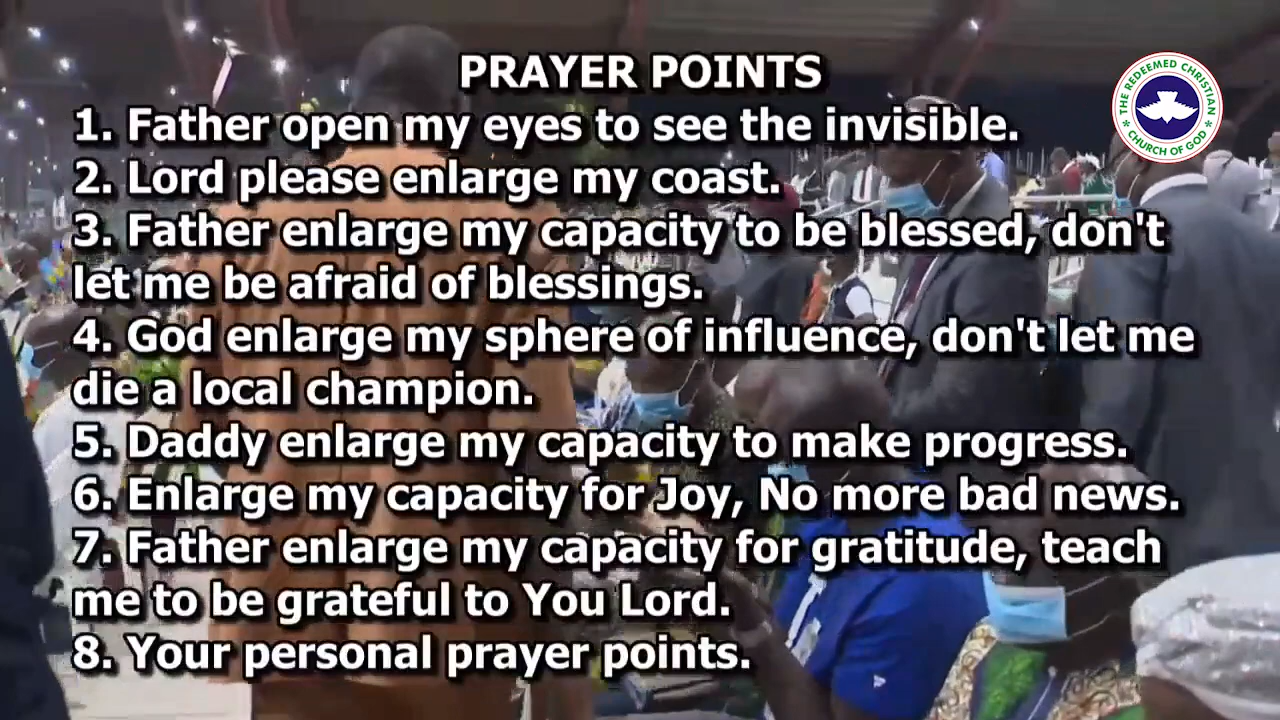 PRAYER POINTS
1. Father open my eyes to see the invisible.
2. Lord please enlarge my coast.
3. Father enlarge my capacity to be blessed, don't
let me be afraid of blessings.
4. God enlarge my sphere of influence, don't let me
die a local champion.
5. Daddy enlarge my capacity to make progress.
6. Enlarge my capacity for Joy, No more bad news.
7. Father enlarge my capacity for gratitude, teach
me to be grateful to You Lord.
8. Your personal prayer points.
THE REDEEMED CHRISTIAN
CHURCH OF GOD